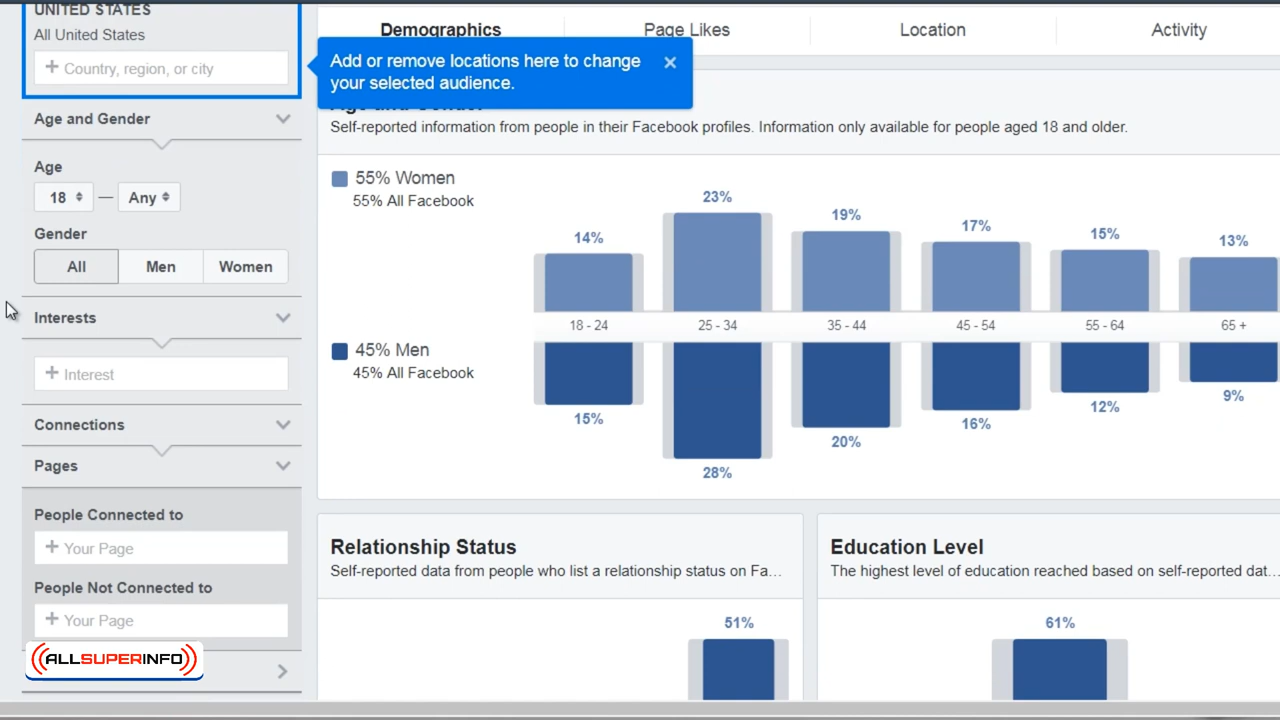 UNITED STATES
All United States
+ Country, region, or city
Age and Gender
Age
18 — Any
Gender
All Men Women
Interests
+ Interest
Connections
Pages
People Connected to
+ Your Page
People Not Connected to
+ Your Page
ALLSUPERINFO
Demographics Page Likes Location Activity
Add or remove locations here to change
your selected audience.
Self-reported information from people in their Facebook profiles. Information only available for people aged 18 and older.
55% Women
55% All Facebook
14% 23% 19% 17% 15% 13%
18 - 24 25 - 34 35 - 44 45 - 54 55 - 64 65 +
45% Men
45% All Facebook
15% 28% 20% 16% 12% 9%
Relationship Status
Self-reported data from people who list a relationship status on Fa...
51%
Education Level
The highest level of education reached based on self-reported dat...
61%